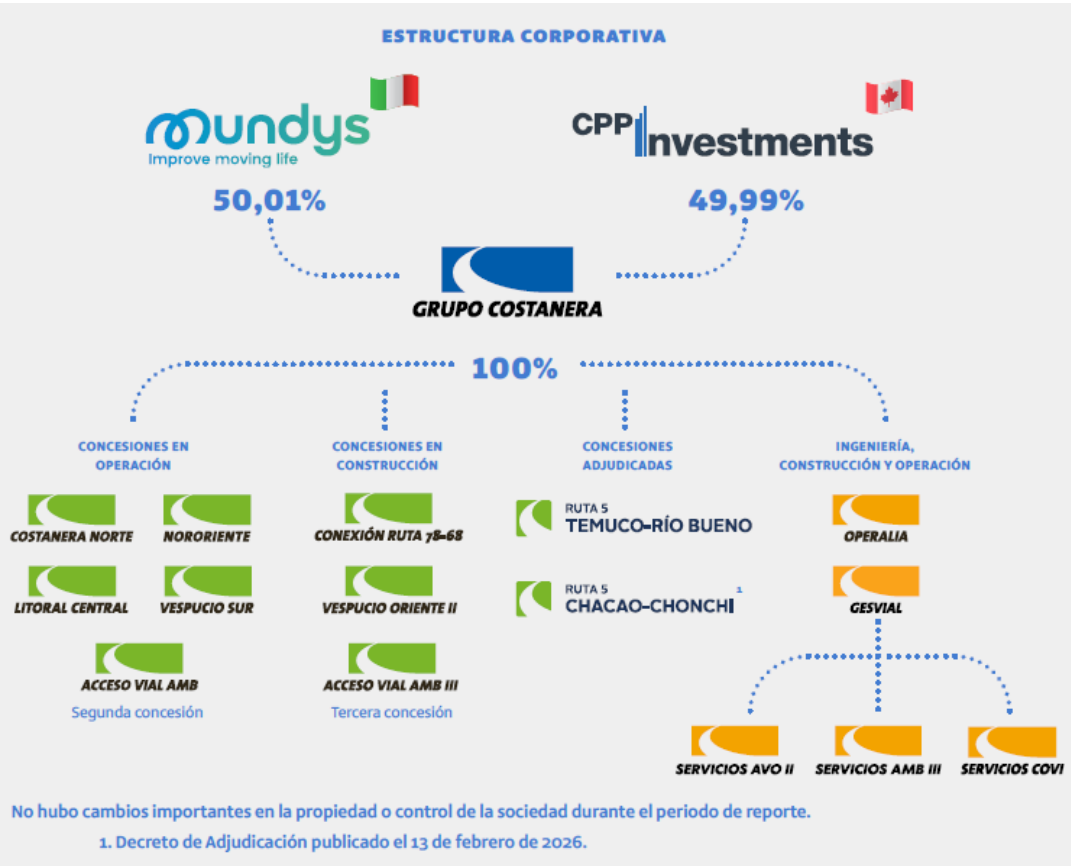 ESTRUCTURA CORPORATIVA
mundys
Improve moving life
CPP Investments
50,01%
49,99%
GRUPO COSTANERA
100%
CONCESIONES EN
OPERACIÓN
CONCESIONES EN
CONSTRUCCIÓN
CONCESIONES
ADJUDICADAS
INGENIERÍA,
CONSTRUCCIÓN Y OPERACIÓN
COSTANERA NORTE
NORORIENTE
LITORAL CENTRAL
VESPUCIO SUR
ACCESO VIAL AMB
Segunda concesión
CONEXIÓN RUTA 78-68
VESPUCIO ORIENTE II
ACCESO VIAL AMB III
Tercera concesión
RUTA 5
TEMUCO-RÍO BUENO
RUTA 5
CHACAO-CHONCHI 1
OPERALIA
GESVIAL
SERVICIOS AVO II
SERVICIOS AMB III
SERVICIOS COVI
No hubo cambios importantes en la propiedad o control de la sociedad durante el periodo de reporte.
1. Decreto de Adjudicación publicado el 13 de febrero de 2026.